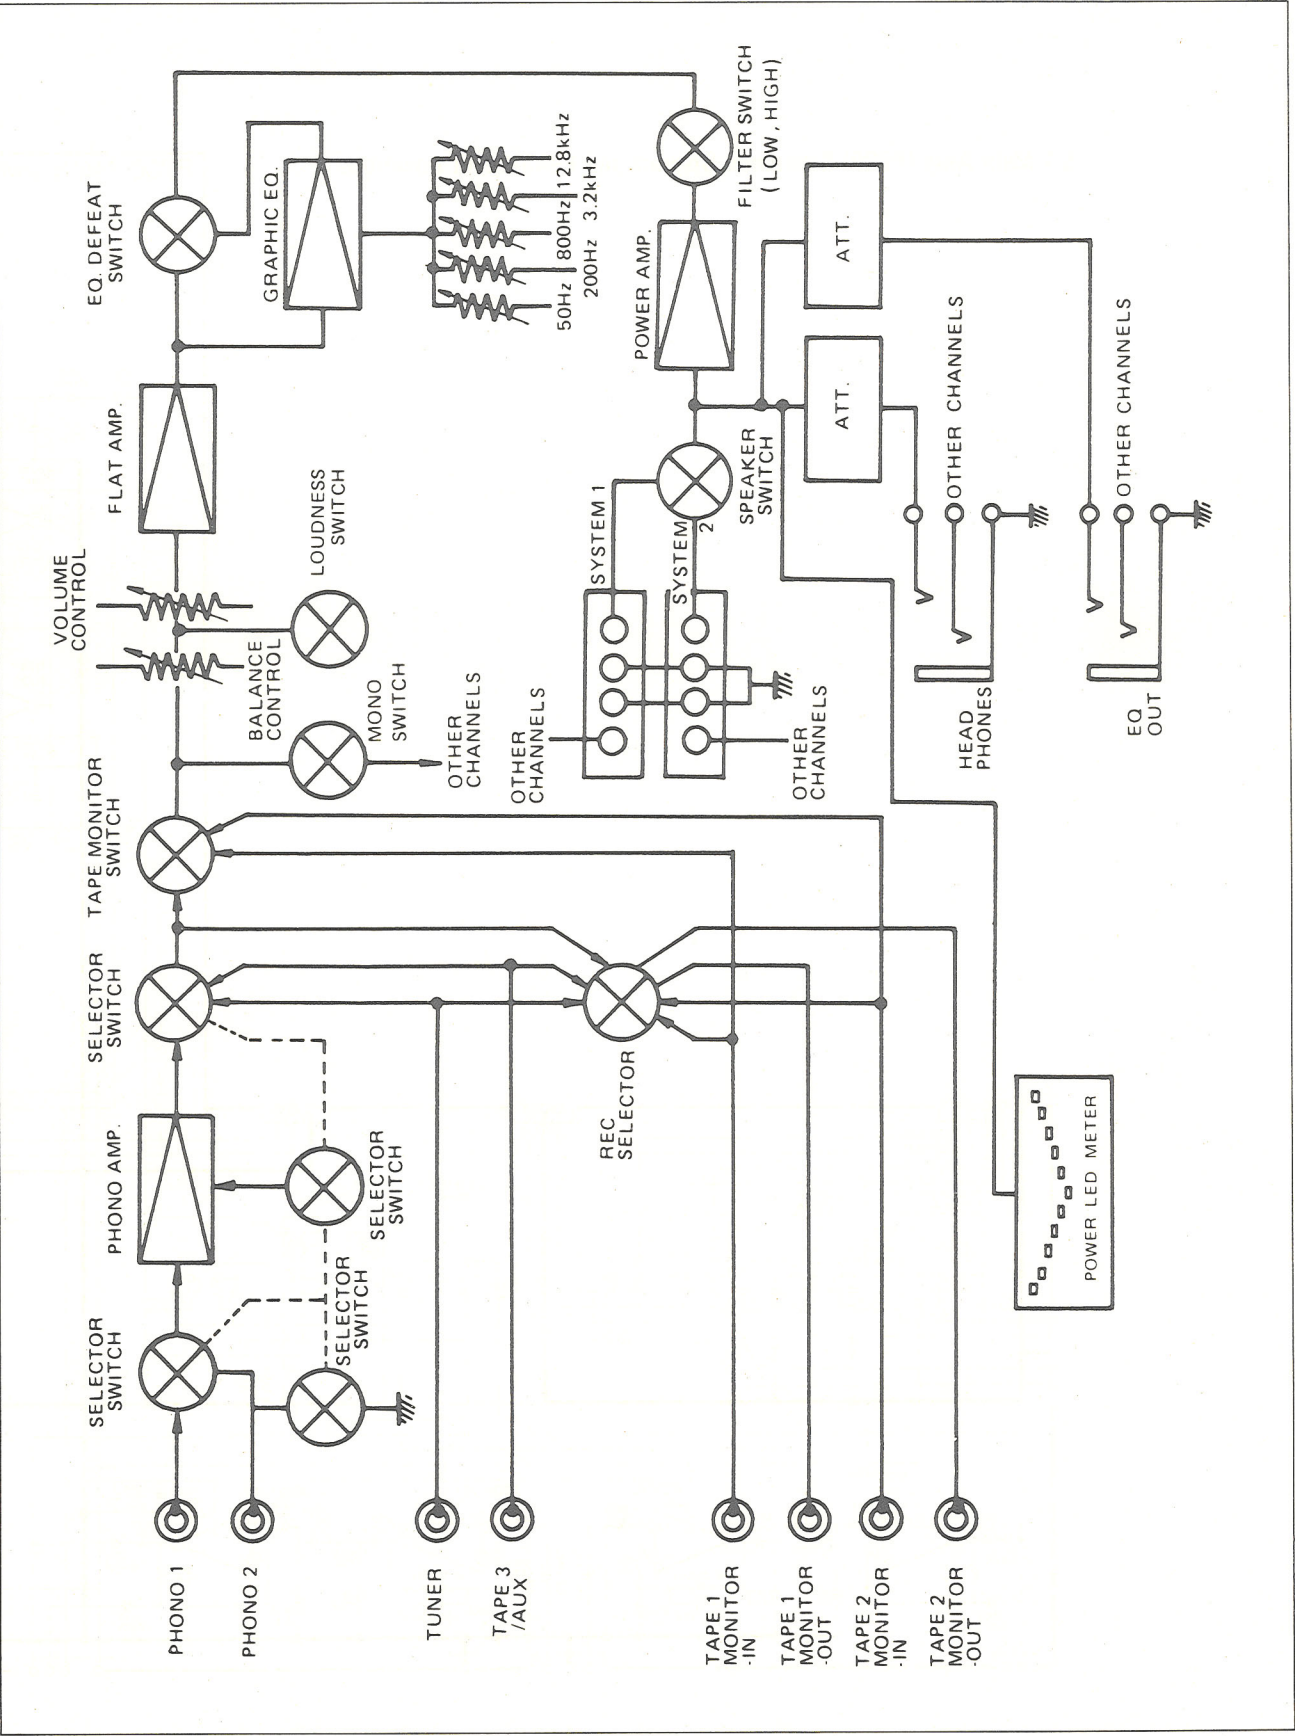 PHONO 1
PHONO 2
TUNER
TAPE 3
/AUX
TAPE 1
MONITOR
-IN
TAPE 1
MONITOR
-OUT
TAPE 2
MONITOR
-IN
TAPE 2
MONITOR
-OUT
SELECTOR
SWITCH
SELECTOR
SWITCH
PHONO AMP.
SELECTOR
SWITCH
SELECTOR
SWITCH
REC
SELECTOR
TAPE MONITOR
SWITCH
MONO
SWITCH
OTHER
CHANNELS
BALANCE
CONTROL
VOLUME
CONTROL
LOUDNESS
SWITCH
FLAT AMP.
EQ. DEFEAT
SWITCH
GRAPHIC EQ.
50Hz
200Hz
800Hz
3.2kHz
12.8kHz
FILTER SWITCH
(LOW, HIGH)
POWER AMP.
SPEAKER
SWITCH
SYSTEM 1
SYSTEM
2
OTHER
CHANNELS
OTHER
CHANNELS
ATT.
ATT.
OTHER CHANNELS
HEAD
PHONES
OTHER CHANNELS
EQ
OUT
POWER LED METER